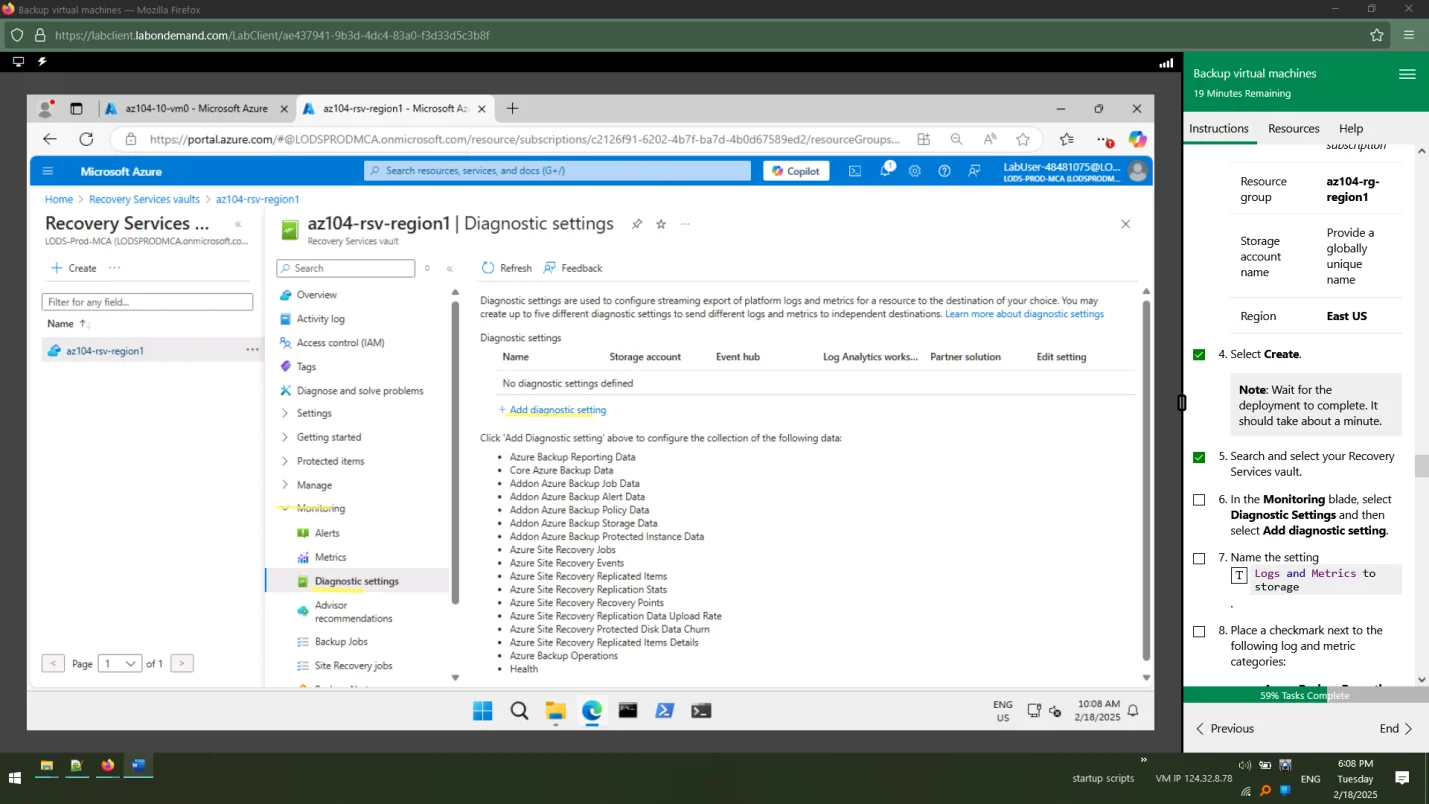 Backup virtual machines — Mozilla Firefox
https://labclient.labondemand.com/LabClient/ae437941-9b3d-4dc4-83a0-f3d33d5c3b8f
az104-10-vm0 - Microsoft Azure
az104-rsv-region1 - Microsoft Az
https://portal.azure.com/#@LODSPRODMCA.onmicrosoft.com/resource/subscriptions/c2126f91-6202-4b7f-ba7d-4b0d67589ed2/resourceGroups...
Microsoft Azure
Search resources, services, and docs (G+/)
Copilot
1
LabUser-48481075@LO...
LODS-PROD-MCA (LODSPRODM...
Home > Recovery Services vaults > az104-rsv-region1
Recovery Services ...
LODS-Prod-MCA (LODSPRODMCA.onmicrosoft.co...
+ Create ...
Filter for any field...
Name ↑
az104-rsv-region1 ...
< Page 1 of 1 >
az104-rsv-region1 | Diagnostic settings
Recovery Services vault
Search
Overview
Activity log
Access control (IAM)
Tags
Diagnose and solve problems
Settings
Getting started
Protected items
Manage
Monitoring
Alerts
Metrics
Diagnostic settings
Advisor
recommendations
Backup Jobs
Site Recovery jobs
Refresh
Feedback
Diagnostic settings are used to configure streaming export of platform logs and metrics for a resource to the destination of your choice. You may
create up to five different diagnostic settings to send different logs and metrics to independent destinations. Learn more about diagnostic settings
Diagnostic settings
Name Storage account Event hub Log Analytics works... Partner solution Edit setting
No diagnostic settings defined
+ Add diagnostic setting
Click 'Add Diagnostic setting' above to configure the collection of the following data:
• Azure Backup Reporting Data
• Core Azure Backup Data
• Addon Azure Backup Job Data
• Addon Azure Backup Alert Data
• Addon Azure Backup Policy Data
• Addon Azure Backup Storage Data
• Addon Azure Backup Protected Instance Data
• Azure Site Recovery Jobs
• Azure Site Recovery Events
• Azure Site Recovery Replicated Items
• Azure Site Recovery Replication Stats
• Azure Site Recovery Recovery Points
• Azure Site Recovery Replication Data Upload Rate
• Azure Site Recovery Protected Disk Data Churn
• Azure Site Recovery Replicated Items Details
• Azure Backup Operations
• Health
ENG
US
10:08 AM
2/18/2025
Backup virtual machines
19 Minutes Remaining
Instructions Resources Help
subscription
Resource
group
az104-rg-
region1
Storage
account
name
Provide a
globally
unique
name
Region East US
4. Select Create.
Note: Wait for the
deployment to complete. It
should take about a minute.
5. Search and select your Recovery
Services vault.
6. In the Monitoring blade, select
Diagnostic Settings and then
select Add diagnostic setting.
7. Name the setting
T Logs and Metrics to
storage
.
8. Place a checkmark next to the
following log and metric
categories:
59% Tasks Complete
< Previous
End >
startup scripts
VM IP 124.32.8.78
ENG
6:08 PM
Tuesday
2/18/2025